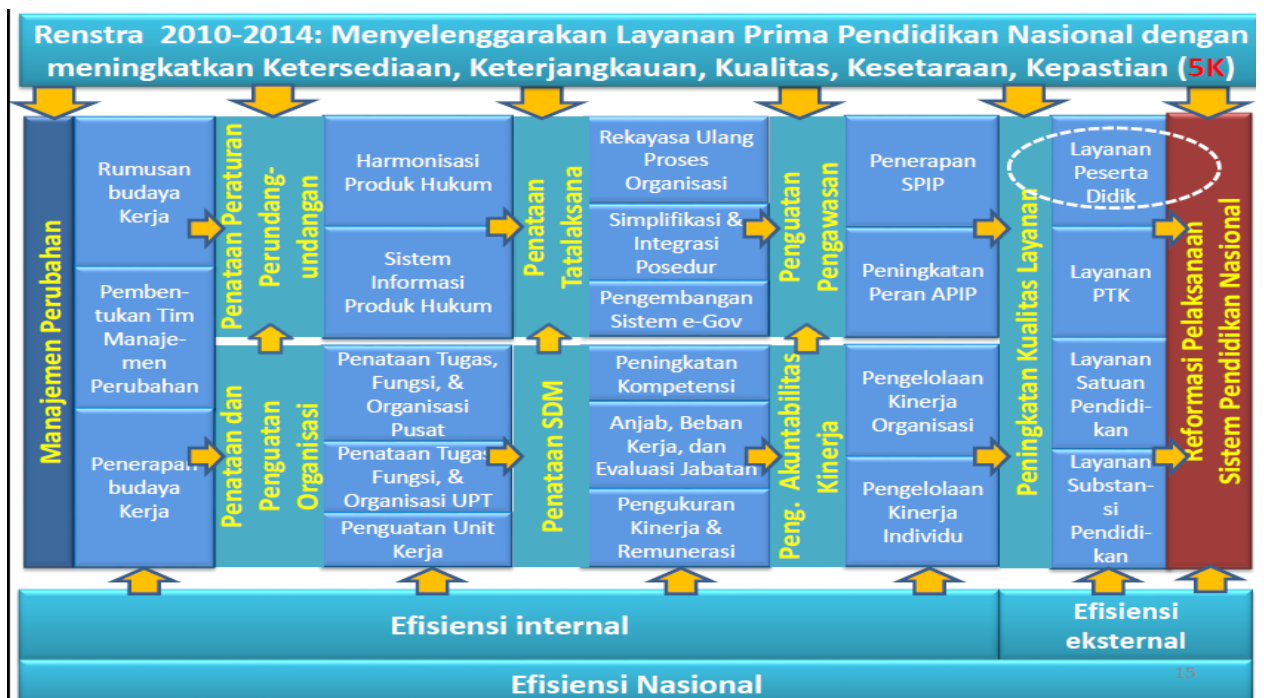 Renstra 2010-2014: Menyelenggarakan Layanan Prima Pendidikan Nasional dengan
meningkatkan Ketersediaan, Keterjangkauan, Kualitas, Kesetaraan, Kepastian (5K)
Manajemen Perubahan
Rumusan
budaya
Kerja
Pemben-
tukan Tim
Manaje-
men
Perubahan
Penerapan
budaya
Kerja
Penataan Peraturan
Perundang-
undangan
Penataan dan
Penguatan
Organisasi
Harmonisasi
Produk Hukum
Sistem
Informasi
Produk Hukum
Penataan Tugas,
Fungsi, &
Organisasi
Pusat
Penataan Tugas,
Fungsi, &
Organisasi UPT
Penguatan Unit
Kerja
Penataan
Tatalaksana
Penataan SDM
Rekayasa Ulang
Proses
Organisasi
Simplifikasi &
Integrasi
Posedur
Pengembangan
Sistem e-Gov
Peningkatan
Kompetensi
Anjab, Beban
Kerja, dan
Evaluasi Jabatan
Pengukuran
Kinerja &
Remunerasi
Penguatan
Pengawasan
Peng. Akuntabilitas
Kinerja
Penerapan
SPIP
Peningkatan
Peran APIP
Pengelolaan
Kinerja
Organisasi
Pengelolaan
Kinerja
Individu
Peningkatan Kualitas Layanan
Layanan
Peserta
Didik
Layanan
PTK
Layanan
Satuan
Pendidi-
kan
Layanan
Substan-
si
Pendidi-
kan
Reformasi Pelaksanaan
Sistem Pendidikan Nasional
Efisiensi internal
Efisiensi
eksternal
Efisiensi Nasional
15